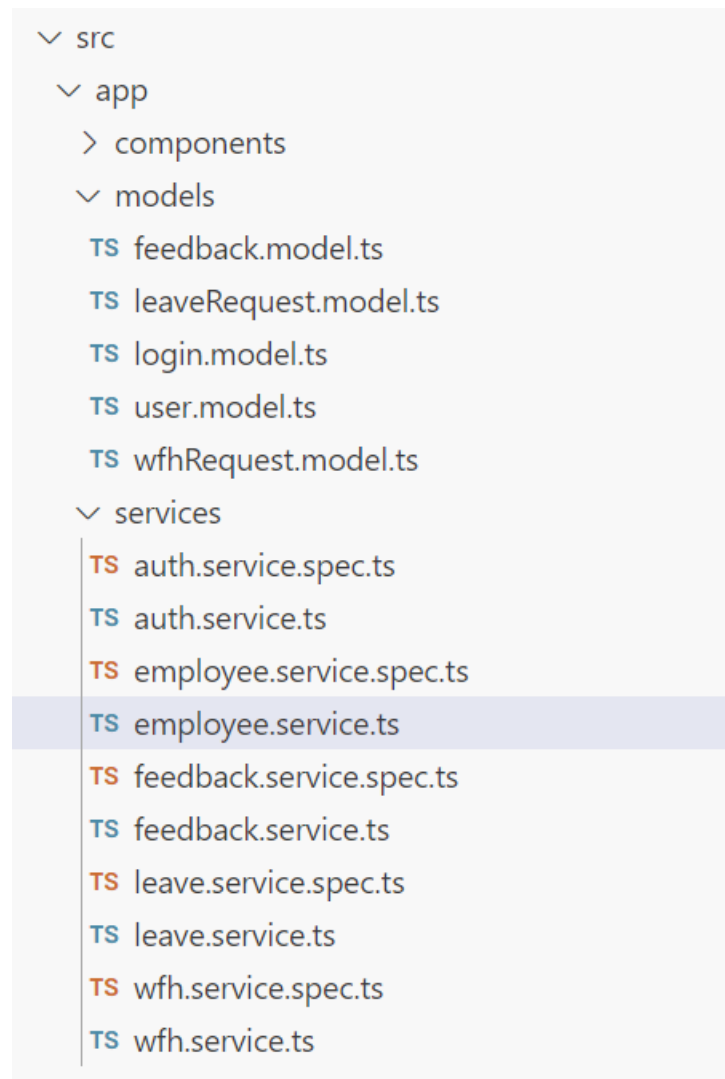 src
app
components
models
TS feedback.model.ts
TS leaveRequest.model.ts
TS login.model.ts
TS user.model.ts
TS wfhRequest.model.ts
services
TS auth.service.spec.ts
TS auth.service.ts
TS employee.service.spec.ts
TS employee.service.ts
TS feedback.service.spec.ts
TS feedback.service.ts
TS leave.service.spec.ts
TS leave.service.ts
TS wfh.service.spec.ts
TS wfh.service.ts